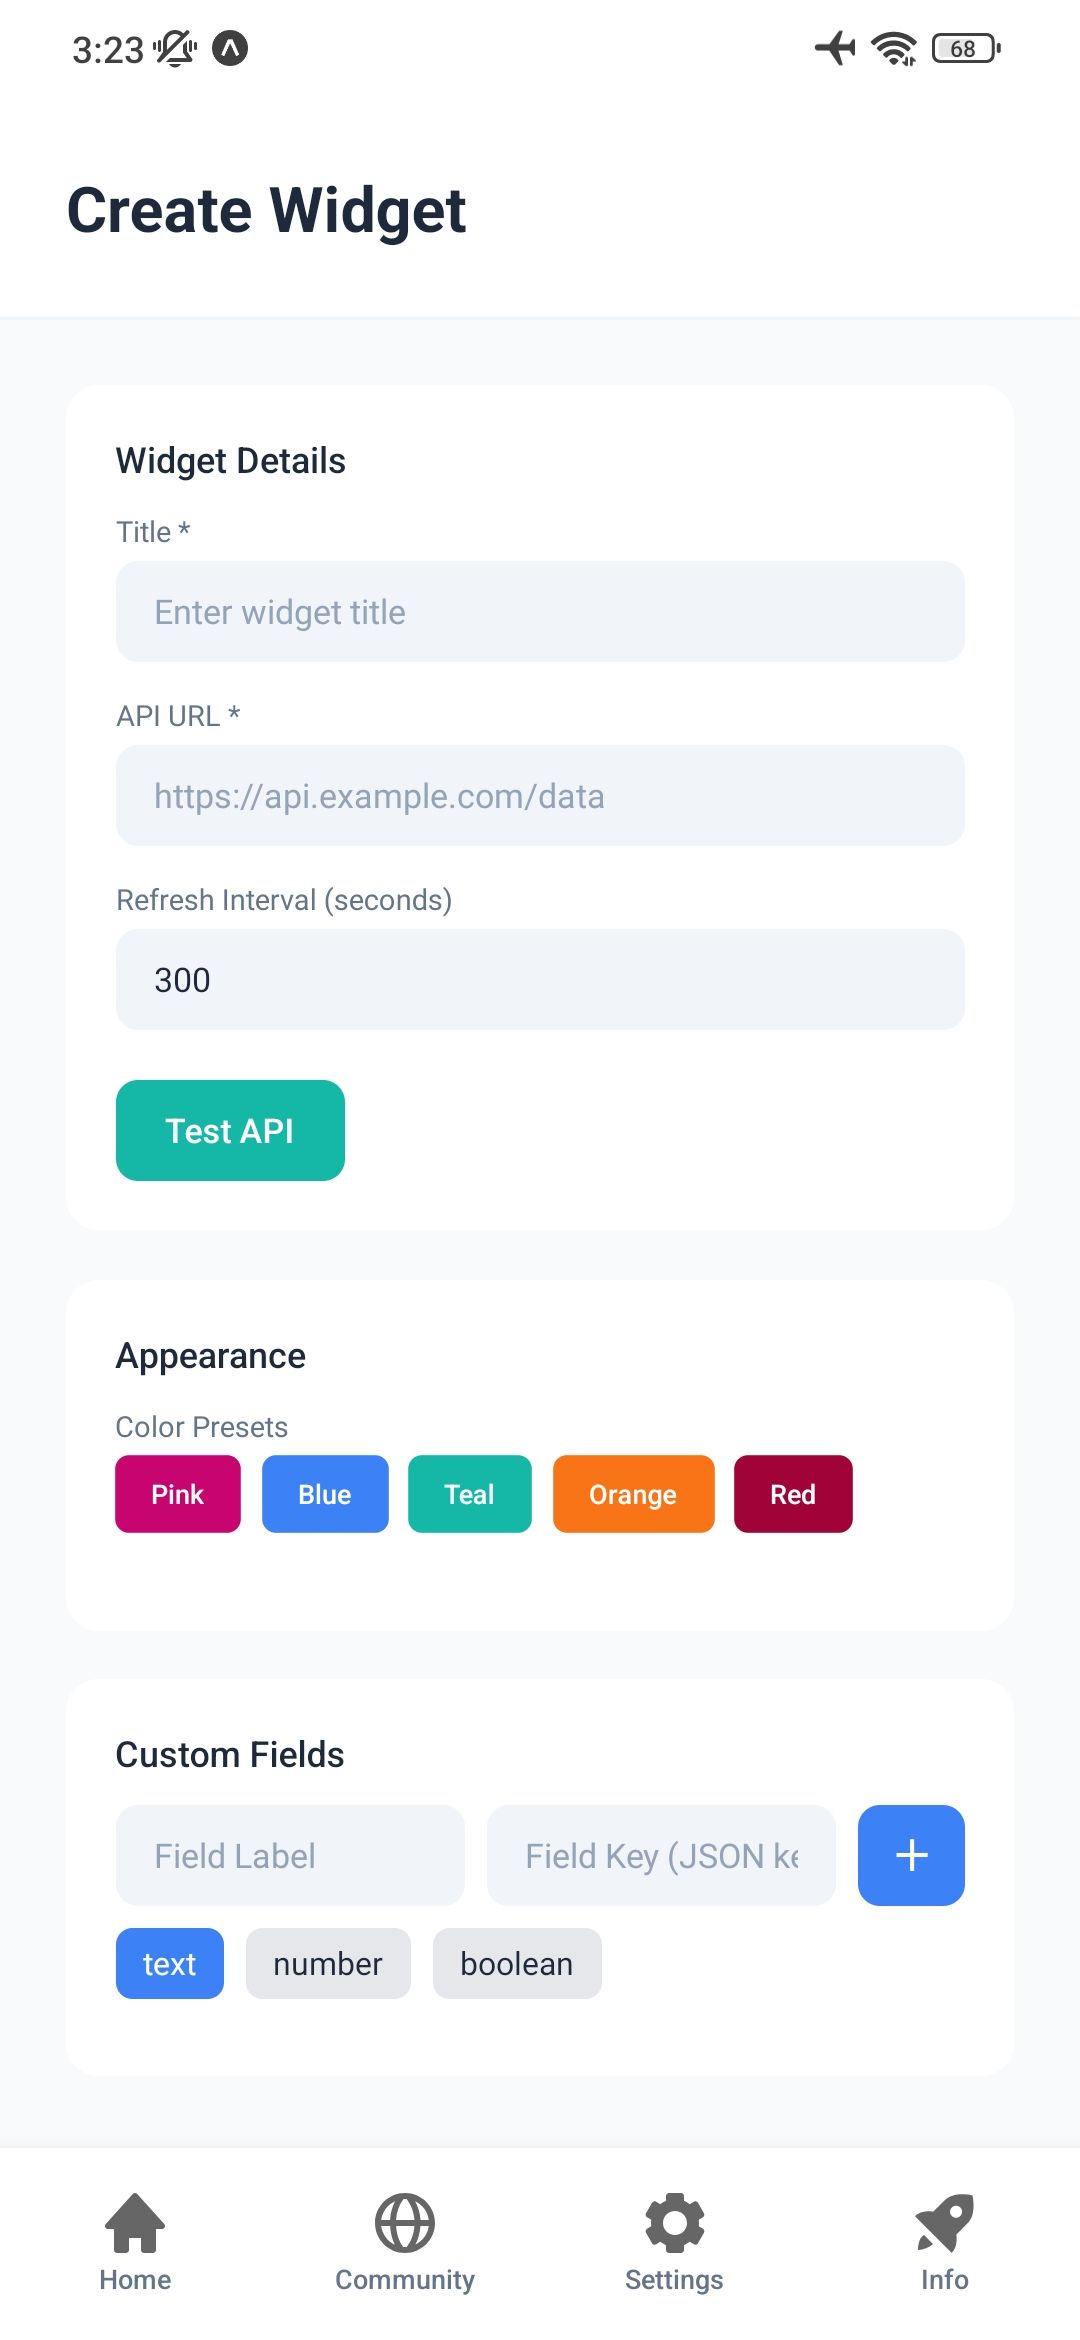 3:23 68
Create Widget
Widget Details
Title *
Enter widget title
API URL *
https://api.example.com/data
Refresh Interval (seconds)
300
Test API
Appearance
Color Presets
Pink Blue Teal Orange Red
Custom Fields
Field Label Field Key (JSON ke +
text number boolean
Home Community Settings Info